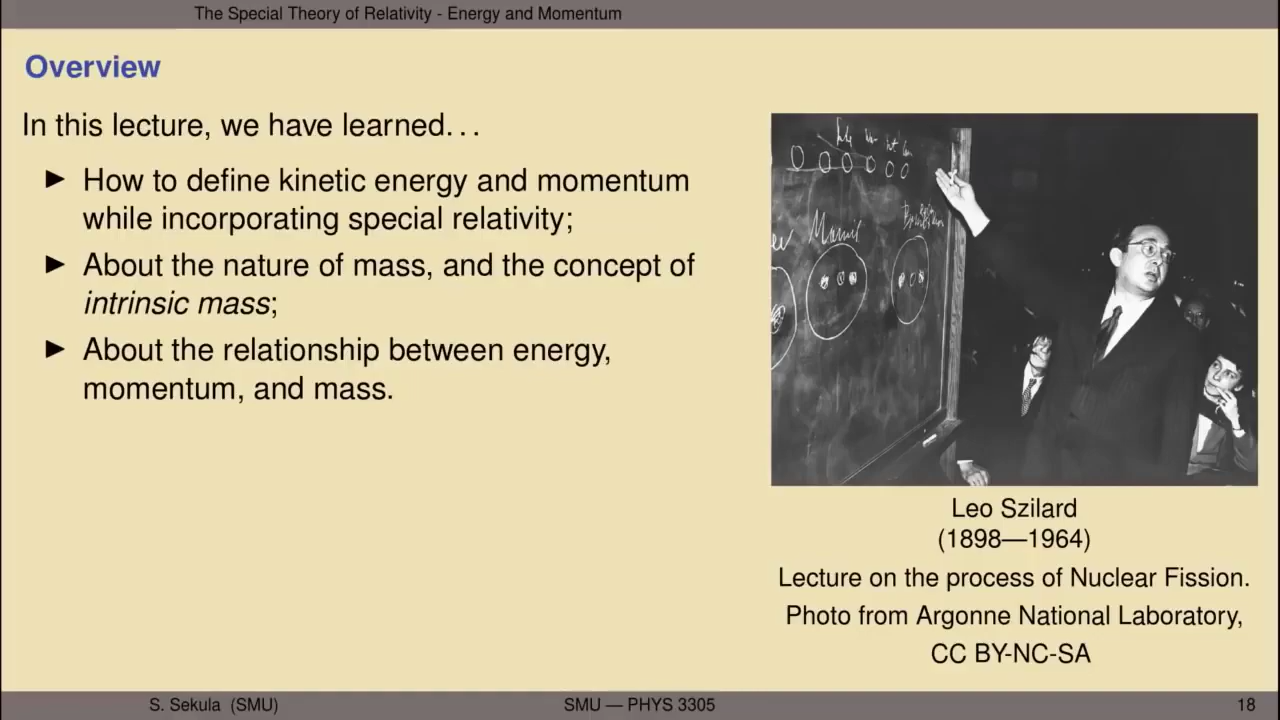 The Special Theory of Relativity - Energy and Momentum
Overview
In this lecture, we have learned...
► How to define kinetic energy and momentum
while incorporating special relativity;
► About the nature of mass, and the concept of
intrinsic mass;
► About the relationship between energy,
momentum, and mass.
Leo Szilard
(1898—1964)
Lecture on the process of Nuclear Fission.
Photo from Argonne National Laboratory,
CC BY-NC-SA
S. Sekula (SMU)
SMU — PHYS 3305
18